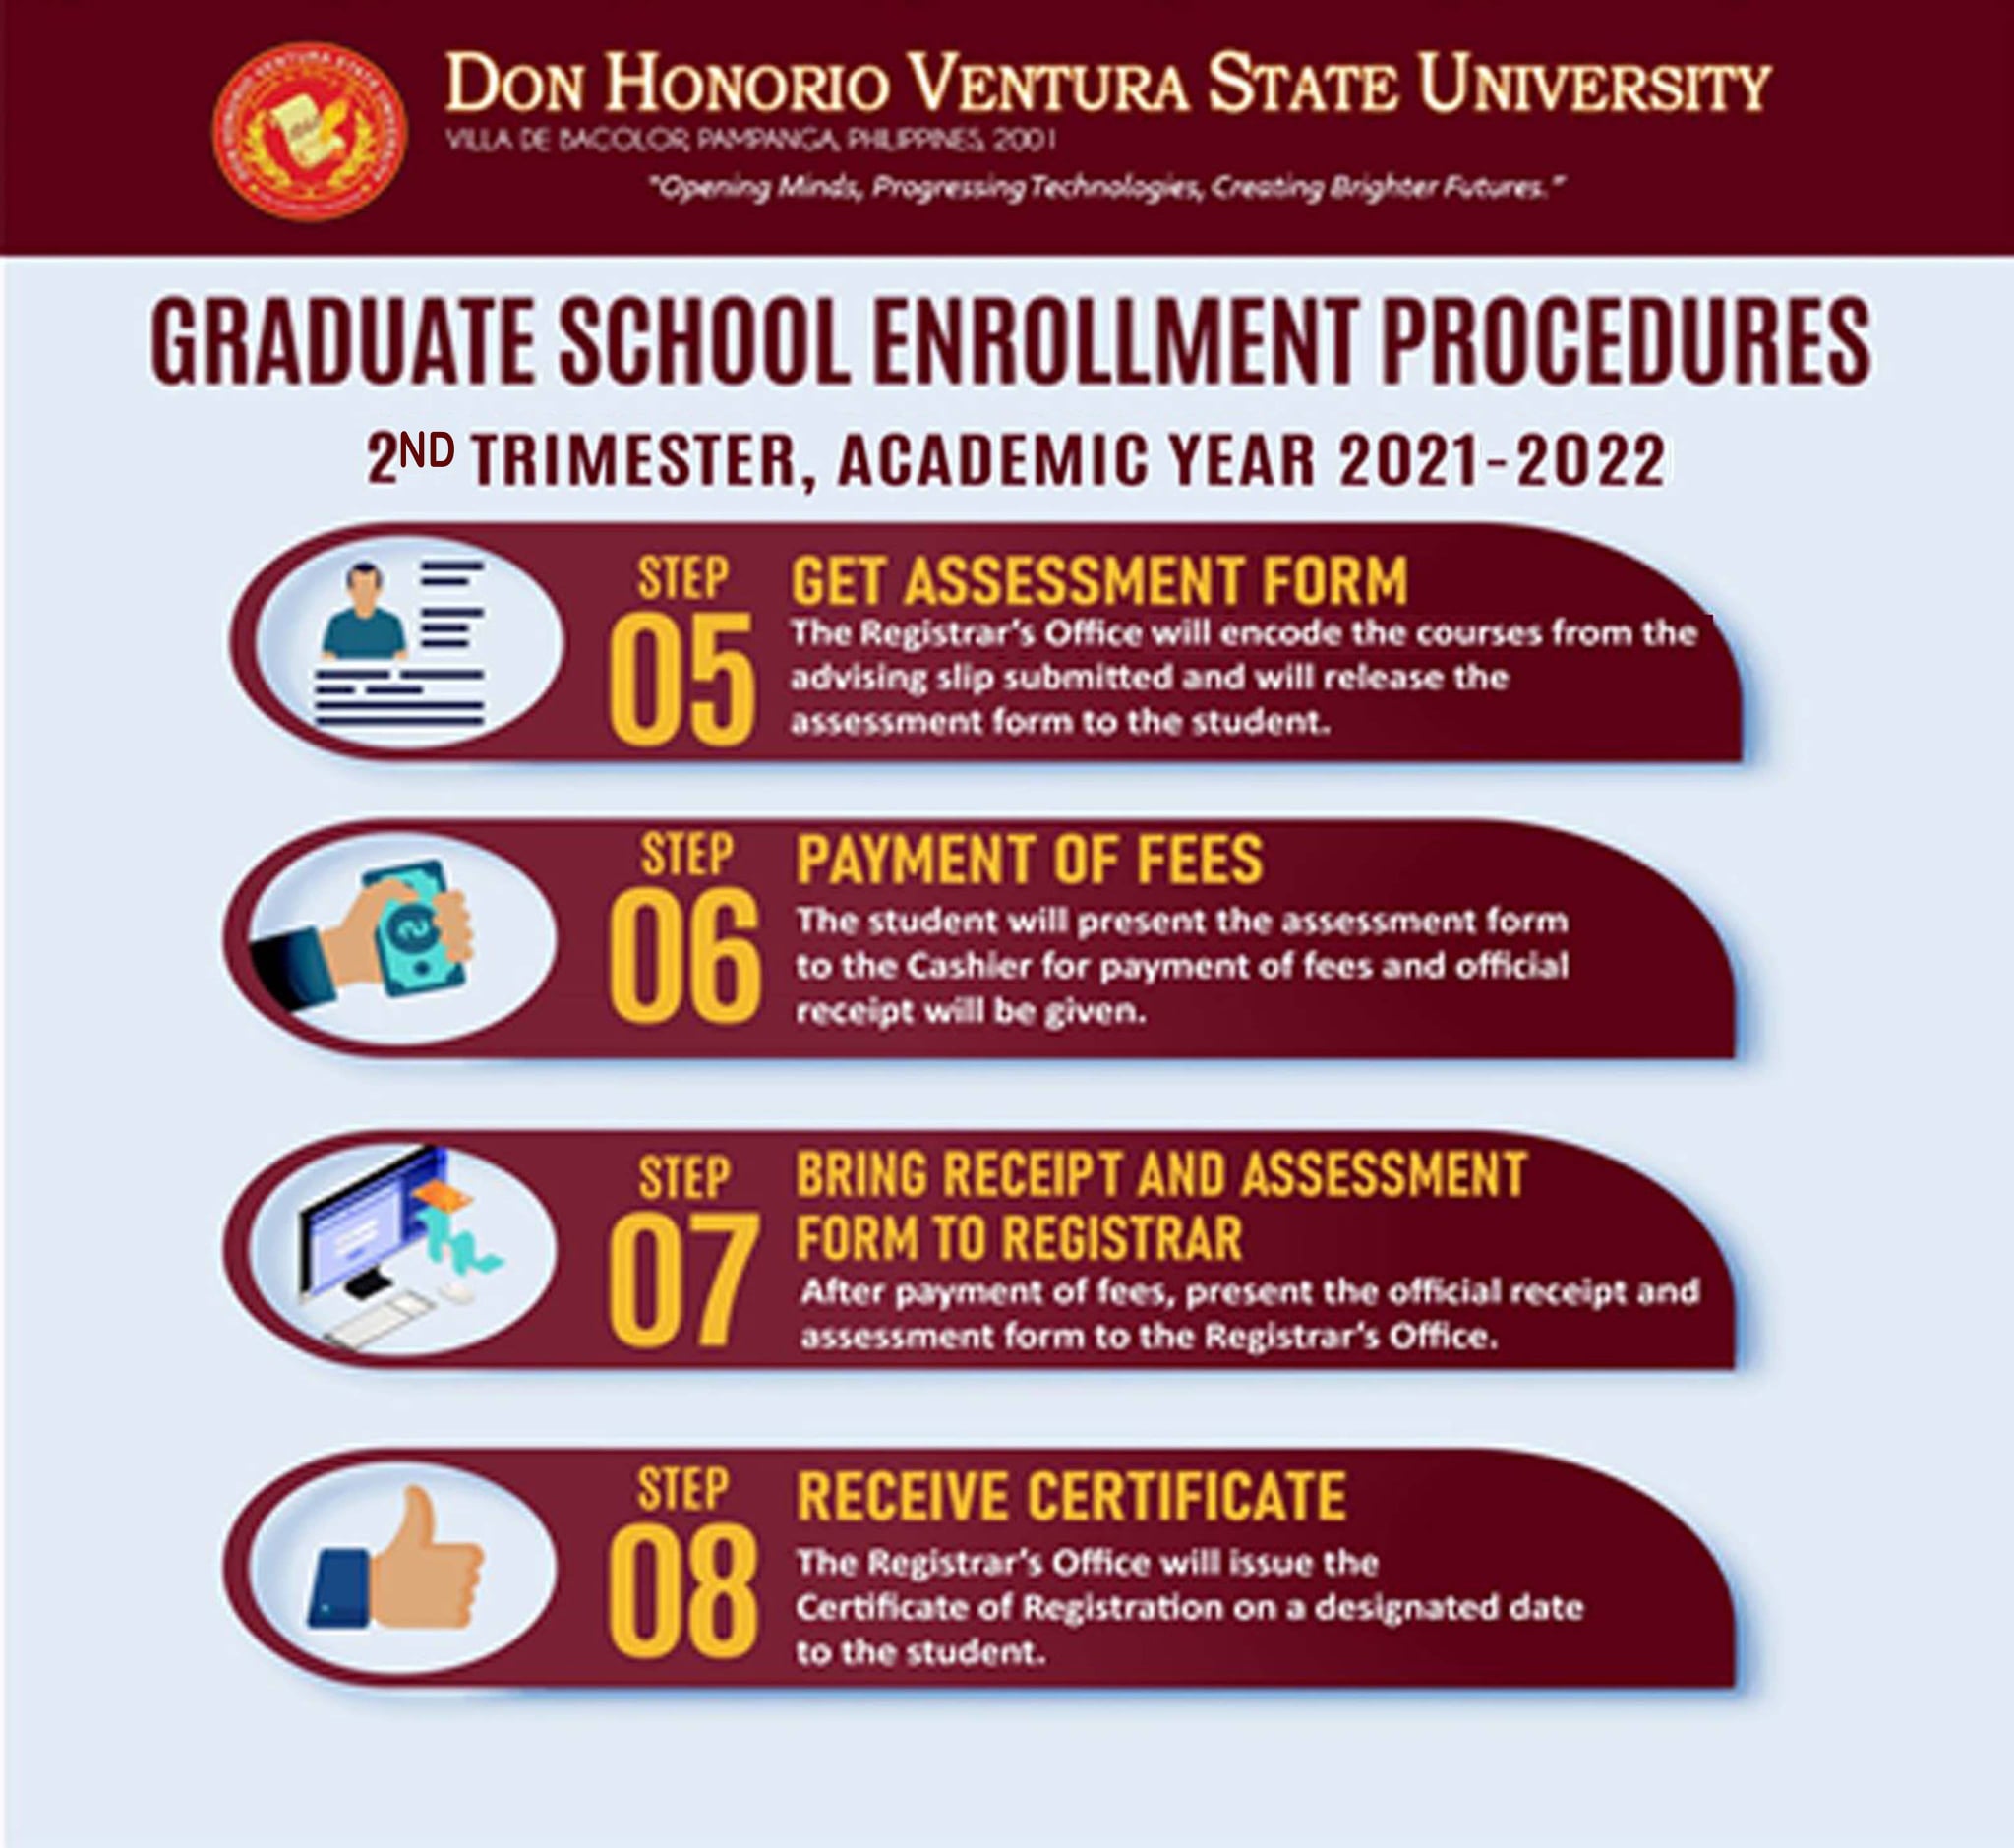 DON HONORIO VENTURA STATE UNIVERSITY
VILLA DE BACOLOR, PAMPANGA, PHILIPPINES, 2001
"Opening Minds, Progressing Technologies, Creating Brighter Futures."
GRADUATE SCHOOL ENROLLMENT PROCEDURES
2ND TRIMESTER, ACADEMIC YEAR 2021-2022
STEP
05
GET ASSESSMENT FORM
The Registrar's Office will encode the courses from the
advising slip submitted and will release the
assessment form to the student.
STEP
06
PAYMENT OF FEES
The student will present the assessment form
to the Cashier for payment of fees and official
receipt will be given.
STEP
07
BRING RECEIPT AND ASSESSMENT
FORM TO REGISTRAR
After payment of fees, present the official receipt and
assessment form to the Registrar's Office.
STEP
08
RECEIVE CERTIFICATE
The Registrar's Office will issue the
Certificate of Registration on a designated date
to the student.